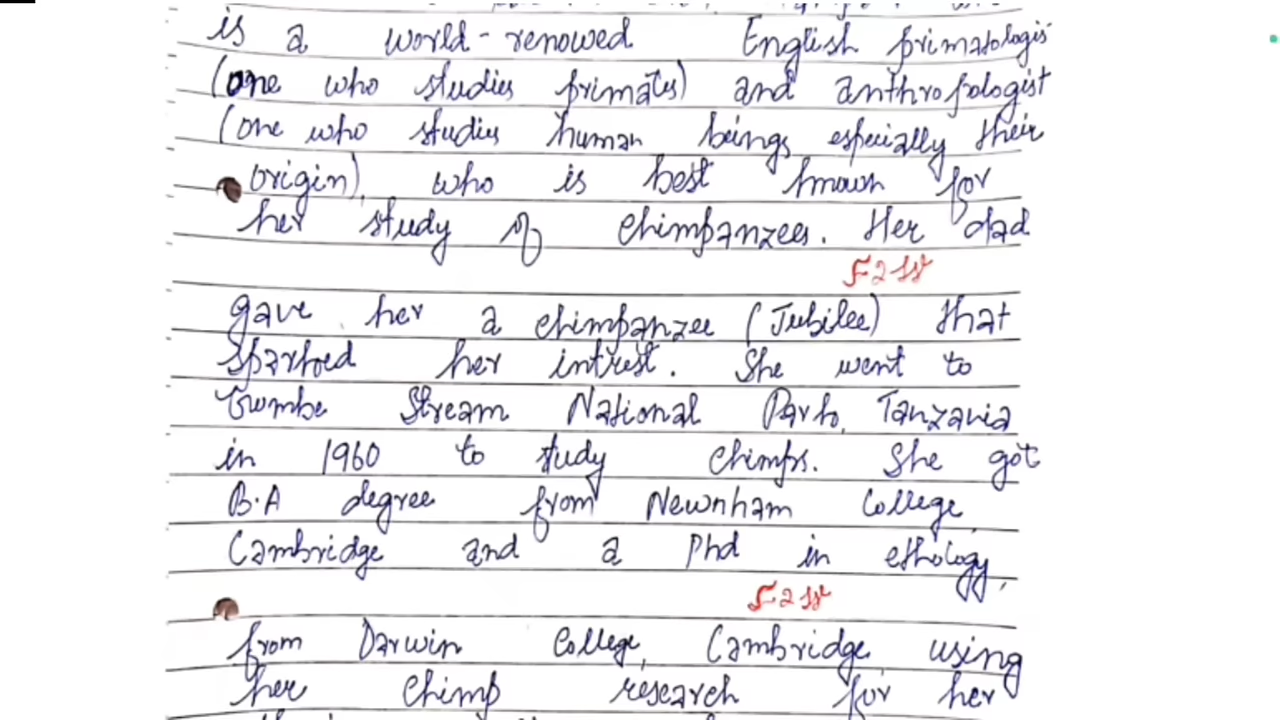 is a world-renowed English primatologis
(one who studies primates) and anthropologist
(one who studies human beings especially their
origin), who is best known for
her study of chimpanzees. Her dad
gave her a chimpanzee (Jubilee) that
sparked her intrest. She went to
Gombe Stream National Park, Tanzania
in 1960 to study chimps. She got
B.A degree from Newnham College,
Cambridge and a Phd in ethology,
from Darwin College, Cambridge, using
her chimp research for her